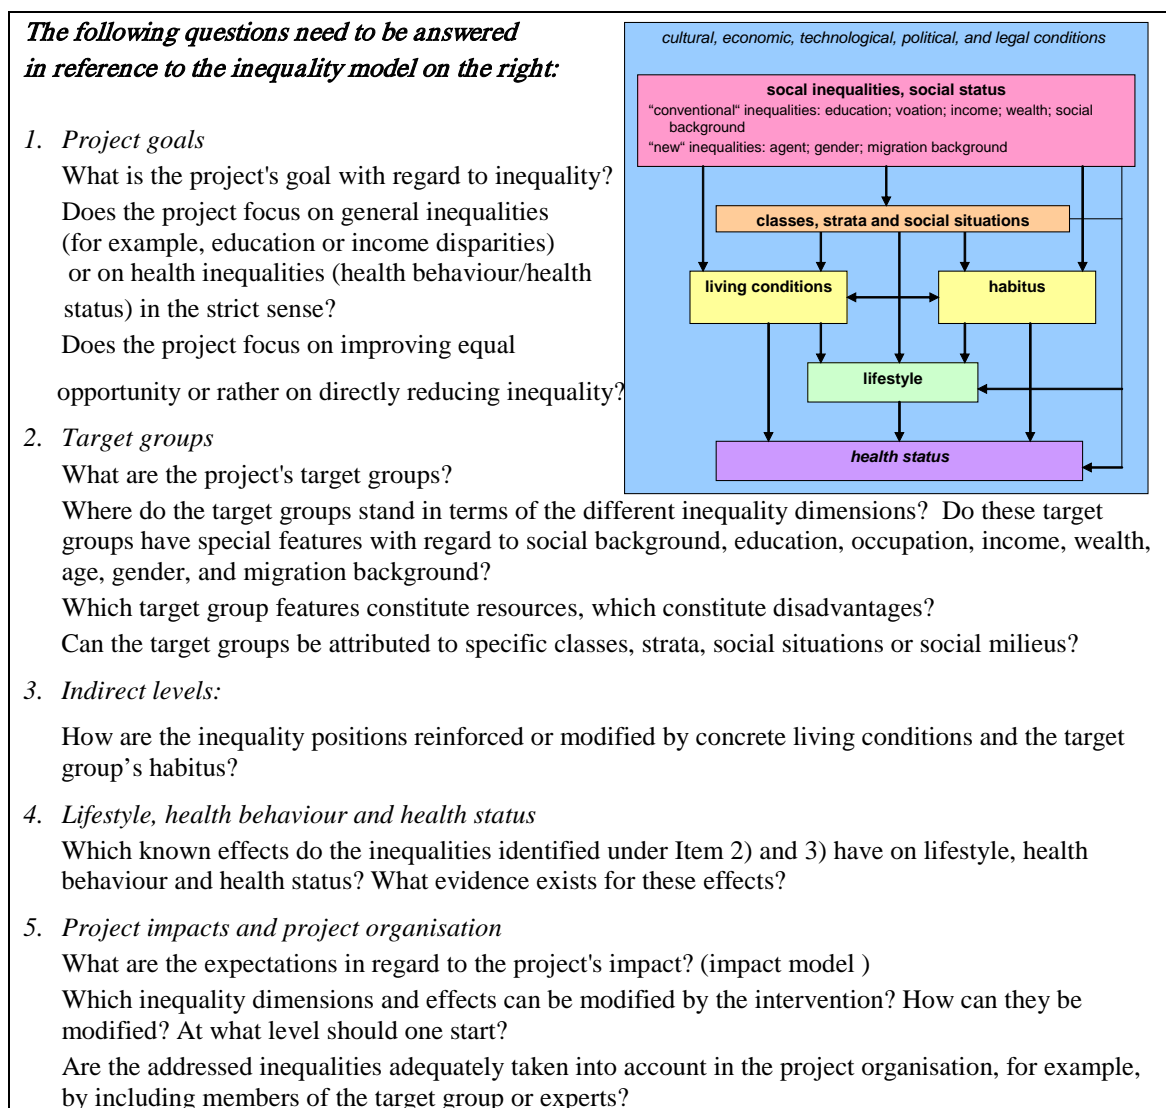 The following questions need to be answered
in reference to the inequality model on the right:
1. Project goals
What is the project's goal with regard to inequality?
Does the project focus on general inequalities
(for example, education or income disparities)
or on health inequalities (health behaviour/health
status) in the strict sense?
Does the project focus on improving equal
opportunity or rather on directly reducing inequality?
cultural, economic, technological, political, and legal conditions
socal inequalities, social status
“conventional“ inequalities: education; voation; income; wealth; social
background
“new“ inequalities: agent; gender; migration background
classes, strata and social situations
living conditions
habitus
lifestyle
health status
2. Target groups
What are the project's target groups?
Where do the target groups stand in terms of the different inequality dimensions? Do these target
groups have special features with regard to social background, education, occupation, income, wealth,
age, gender, and migration background?
Which target group features constitute resources, which constitute disadvantages?
Can the target groups be attributed to specific classes, strata, social situations or social milieus?
3. Indirect levels:
How are the inequality positions reinforced or modified by concrete living conditions and the target
group’s habitus?
4. Lifestyle, health behaviour and health status
Which known effects do the inequalities identified under Item 2) and 3) have on lifestyle, health
behaviour and health status? What evidence exists for these effects?
5. Project impacts and project organisation
What are the expectations in regard to the project's impact? (impact model )
Which inequality dimensions and effects can be modified by the intervention? How can they be
modified? At what level should one start?
Are the addressed inequalities adequately taken into account in the project organisation, for example,
by including members of the target group or experts?